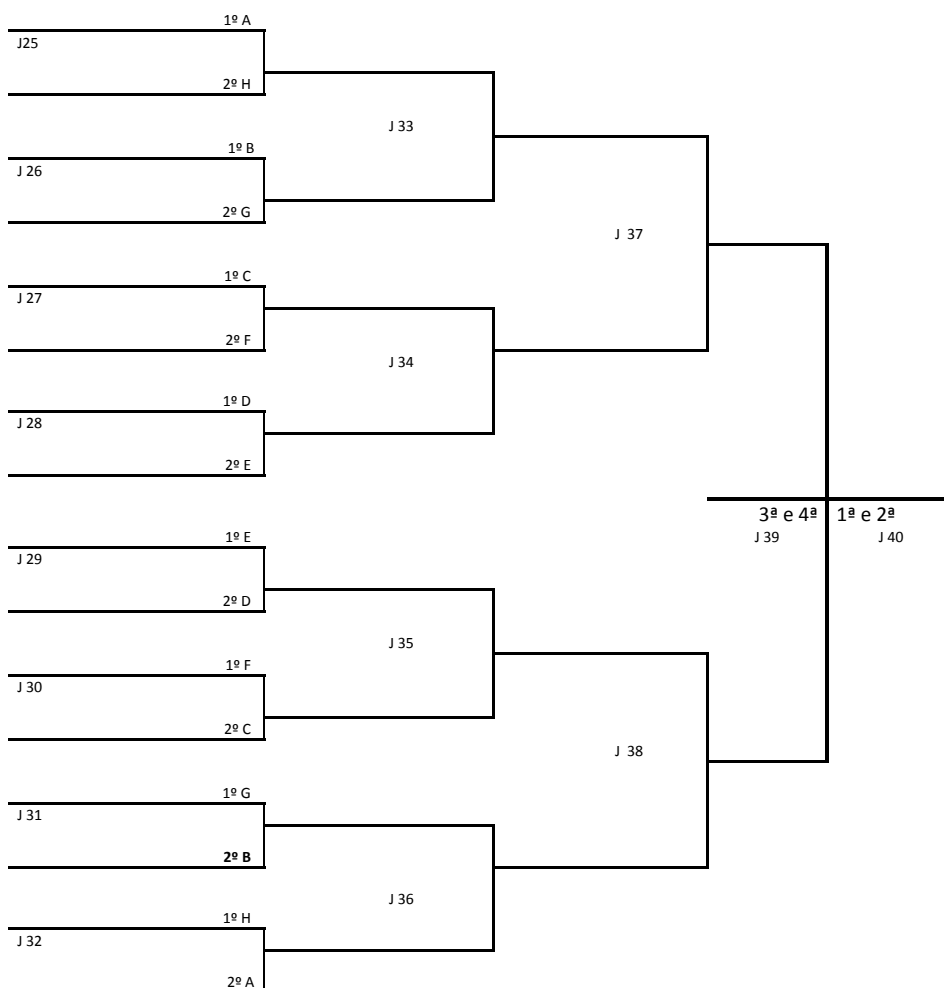 1º A
J25
2º H
J 33
1º B
J 26
2º G
J 37
1º C
J 27
2º F
J 34
1º D
J 28
2º E
3ª e 4ª 1ª e 2ª
J 39 J 40
1º E
J 29
2º D
J 35
1º F
J 30
2º C
J 38
1º G
J 31
2º B
J 36
1º H
J 32
2º A